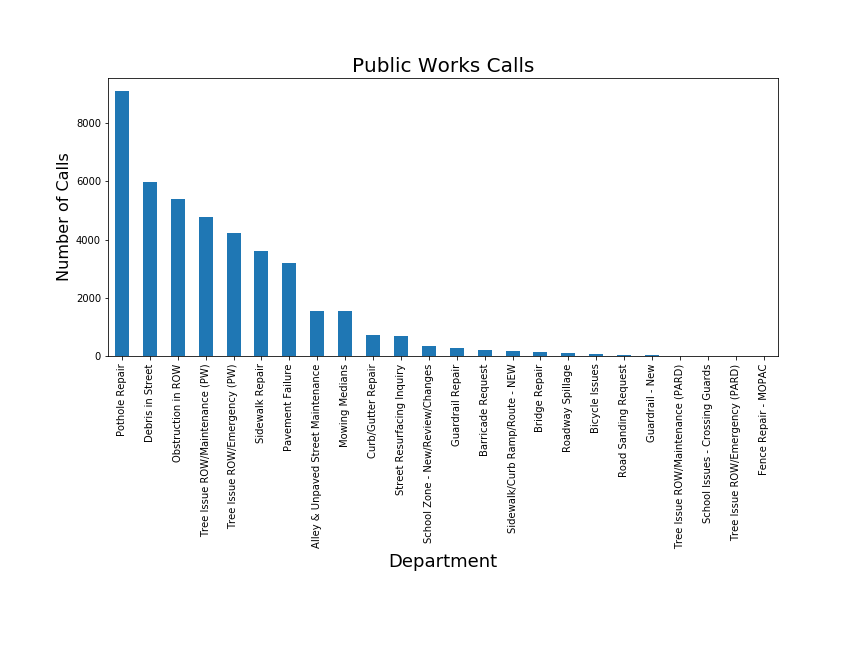 Public Works Calls
Number of Calls
8000
6000
4000
2000
0
Pothole Repair
Debris in Street
Obstruction in ROW
Tree Issue ROW/Maintenance (PW)
Tree Issue ROW/Emergency (PW)
Sidewalk Repair
Pavement Failure
Alley & Unpaved Street Maintenance
Mowing Medians
Curb/Gutter Repair
Street Resurfacing Inquiry
School Zone - New/Review/Changes
Guardrail Repair
Barricade Request
Sidewalk/Curb Ramp/Route - NEW
Bridge Repair
Roadway Spillage
Bicycle Issues
Road Sanding Request
Guardrail - New
Tree Issue ROW/Maintenance (PARD)
School Issues - Crossing Guards
Tree Issue ROW/Emergency (PARD)
Fence Repair - MOPAC
Department